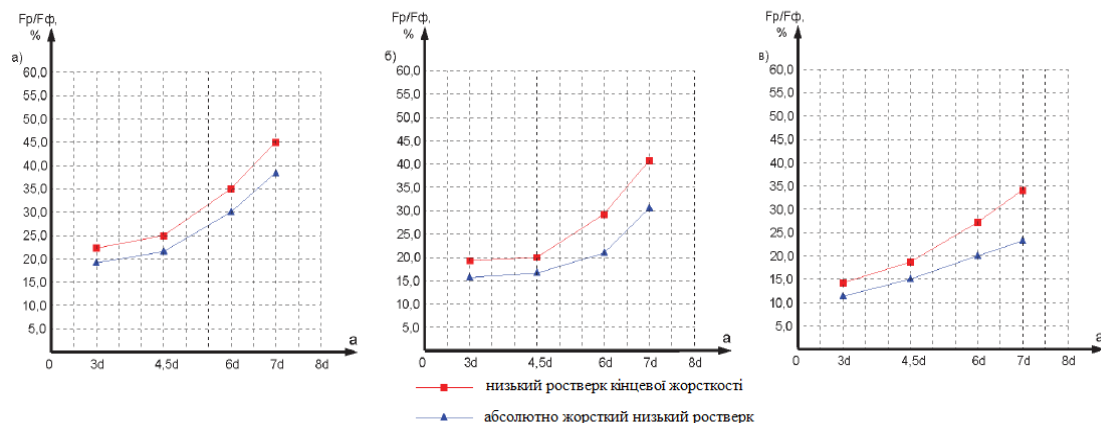 Fp/Fф,
%
а)
60,0
55,0
50,0
45,0
40,0
35,0
30,0
25,0
20,0
15,0
10,0
5,0
0
3d
4,5d
6d
7d
8d
a
Fp/Fф,
%
б)
60,0
55,0
50,0
45,0
40,0
35,0
30,0
25,0
20,0
15,0
10,0
5,0
0
3d
4,5d
6d
7d
8d
a
Fp/Fф,
%
в)
60,0
55,0
50,0
45,0
40,0
35,0
30,0
25,0
20,0
15,0
10,0
5,0
0
3d
4,5d
6d
7d
8d
a
низький ростверк кінцевої жорсткості
абсолютно жорсткий низький ростверк